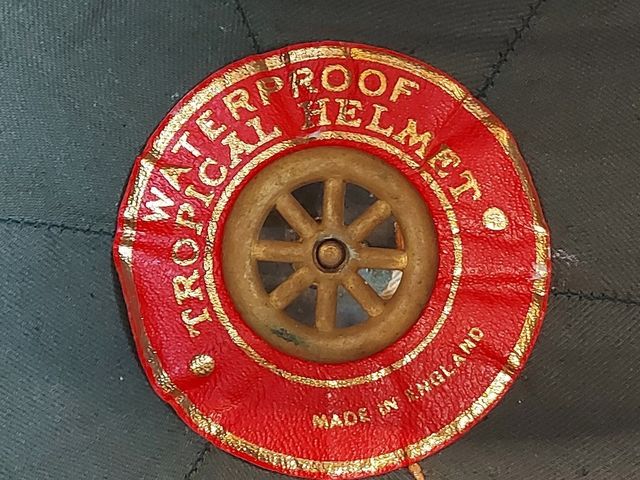 WATERPROOF
TROPICAL HELMET
MADE IN ENGLAND